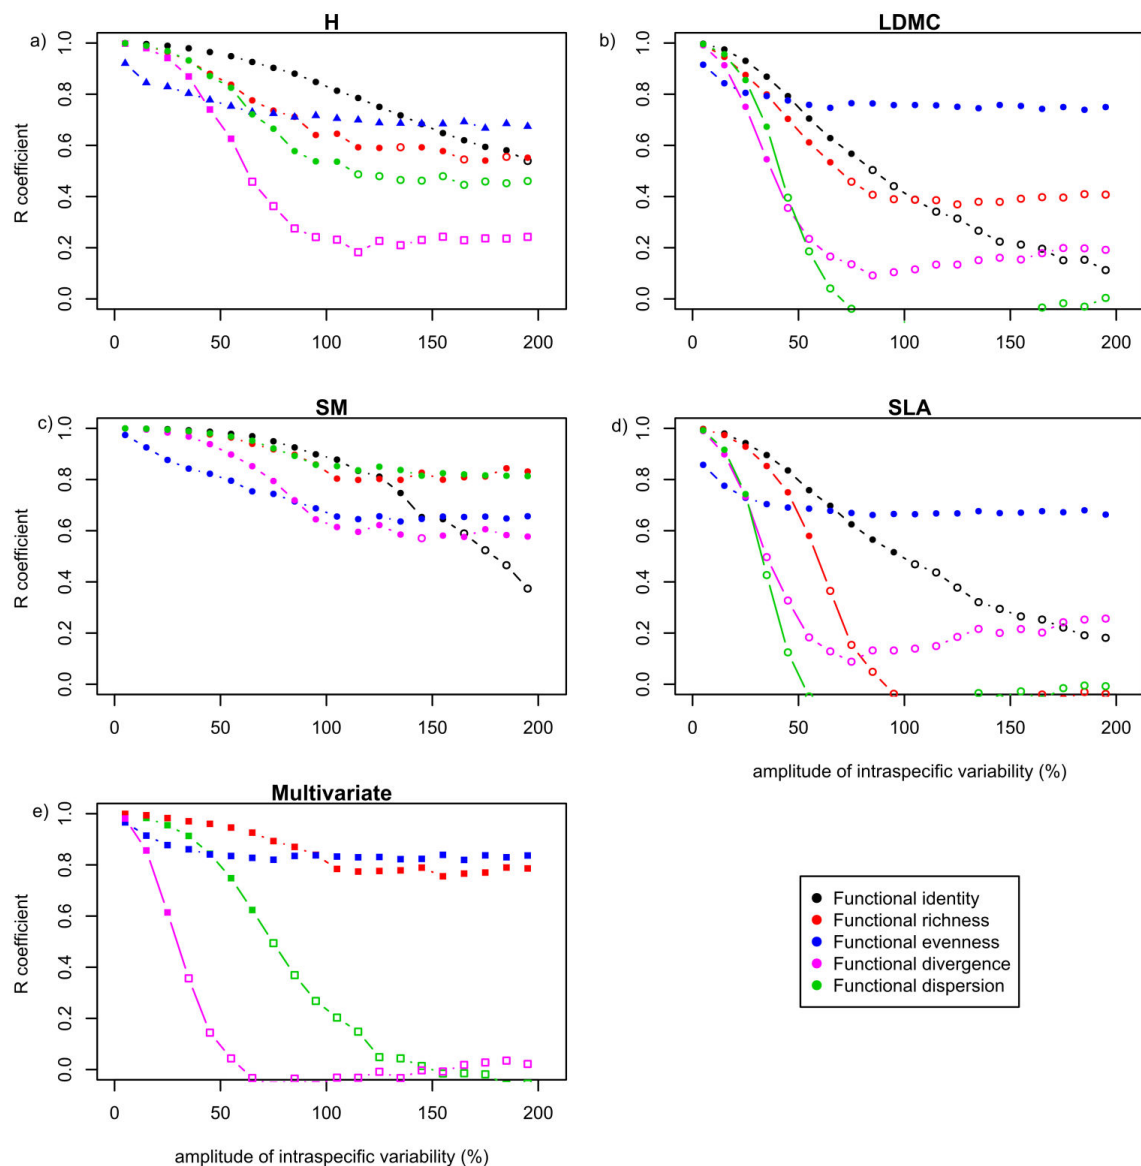 H
a)
R coefficient
1.0
0.8
0.6
0.4
0.2
0.0
0 50 100 150 200
LDMC
b)
1.0
0.8
0.6
0.4
0.2
0.0
0 50 100 150 200
SM
c)
R coefficient
1.0
0.8
0.6
0.4
0.2
0.0
0 50 100 150 200
SLA
d)
1.0
0.8
0.6
0.4
0.2
0.0
0 50 100 150 200
amplitude of intraspecific variability (%)
Multivariate
e)
R coefficient
1.0
0.8
0.6
0.4
0.2
0.0
0 50 100 150 200
amplitude of intraspecific variability (%)
Functional identity
Functional richness
Functional evenness
Functional divergence
Functional dispersion